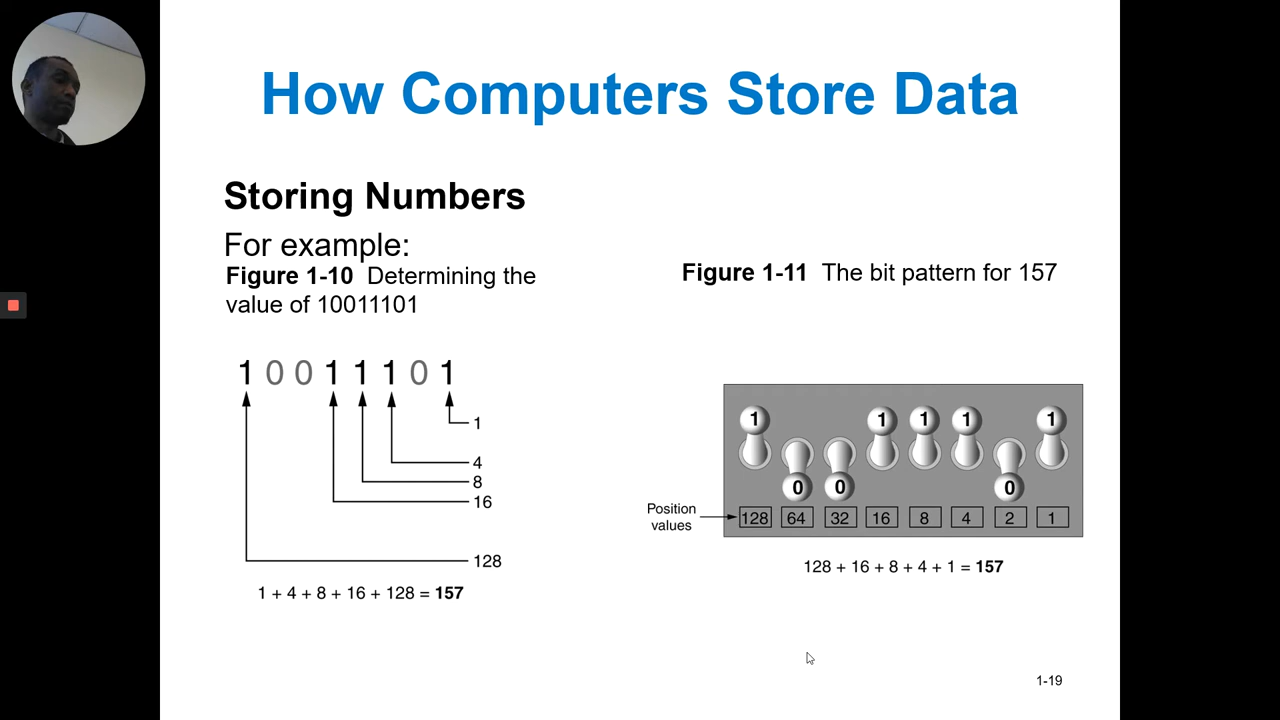 How Computers Store Data
Storing Numbers
For example:
Figure 1-10 Determining the
value of 10011101
1 0 0 1 1 1 0 1
1
4
8
16
128
1 + 4 + 8 + 16 + 128 = 157
Figure 1-11 The bit pattern for 157
1 1 1 1 1
0 0 0
Position
values
128 64 32 16 8 4 2 1
128 + 16 + 8 + 4 + 1 = 157
1-19